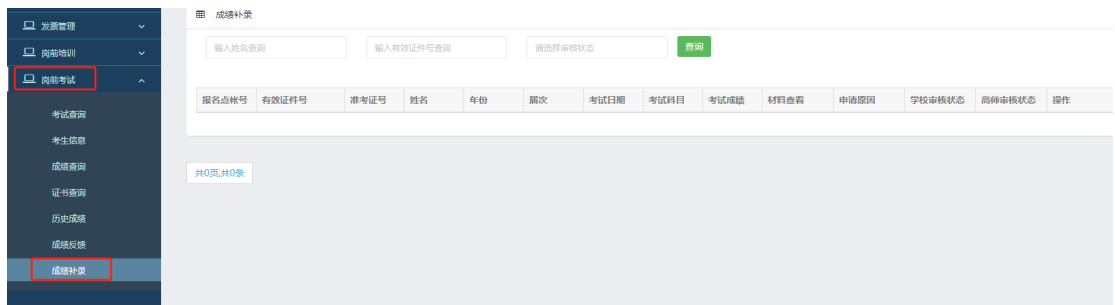 发票管理
岗前培训
岗前考试
考试查询
考生信息
成绩查询
证书查询
历史成绩
成绩反馈
成绩补录
成绩补录
输入姓名查询 输入有效证件号查询 请选择审核状态 查询
报名点帐号 有效证件号 准考证号 姓名 年份 届次 考试日期 考试科目 考试成绩 材料查看 申请原因 学校审核状态 高师审核状态 操作
共0页,共0条